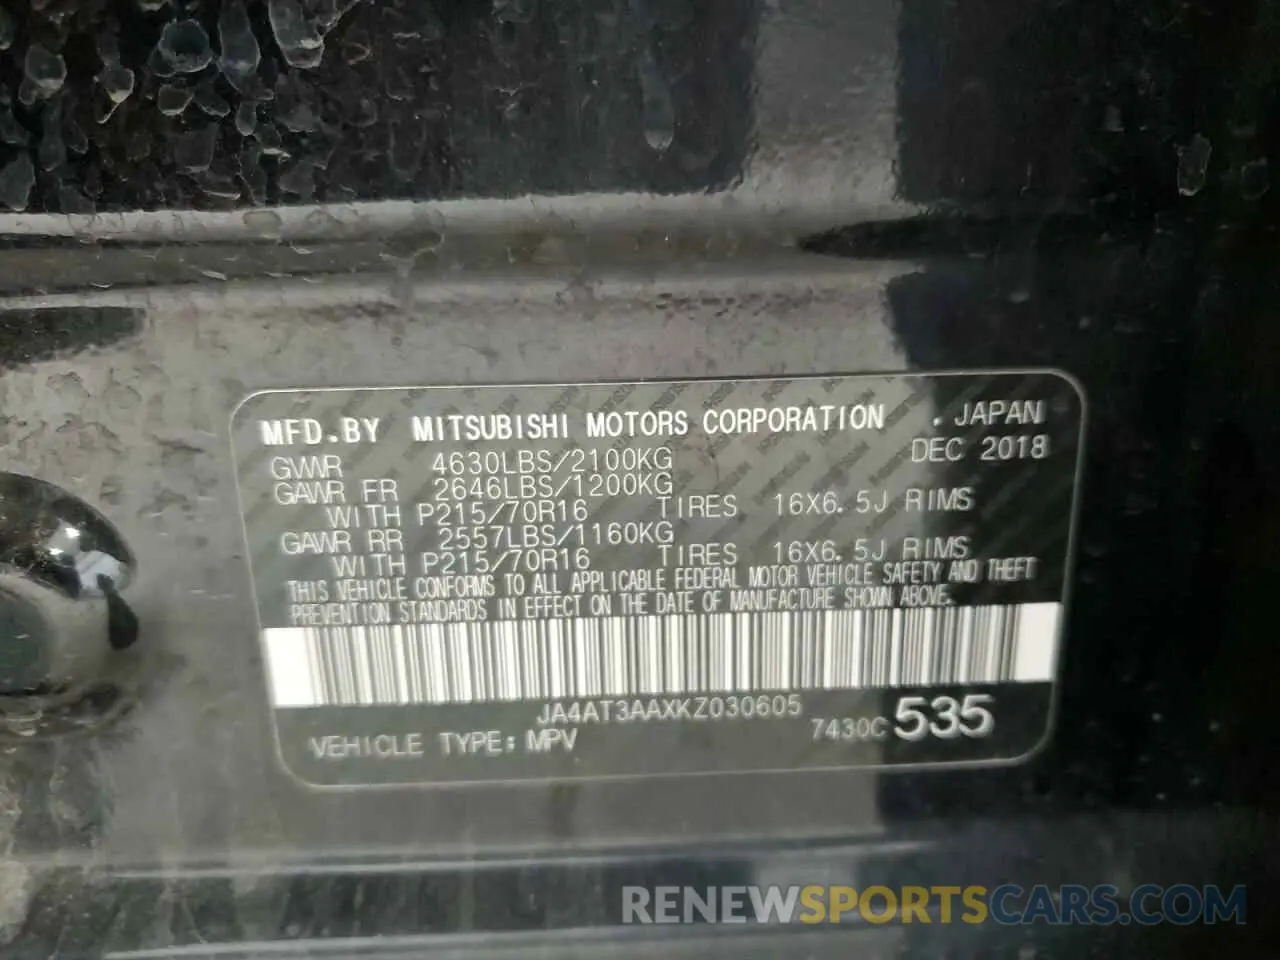 MFD.BY MITSUBISHI MOTORS CORPORATION . JAPAN
GVWR 4630LBS/2100KG DEC 2018
GAWR FR 2646LBS/1200KG
WITH P215/70R16 TIRES 16X6.5J RIMS
GAWR RR 2557LBS/1160KG
WITH P215/70R16 TIRES 16X6.5J RIMS
THIS VEHICLE CONFORMS TO ALL APPLICABLE FEDERAL MOTOR VEHICLE SAFETY AND THEFT
PREVENTION STANDARDS IN EFFECT ON THE DATE OF MANUFACTURE SHOWN ABOVE.
JA4AT3AAXKZ030605
VEHICLE TYPE: MPV 7430C 535
RENEWSPORTSCARS.COM